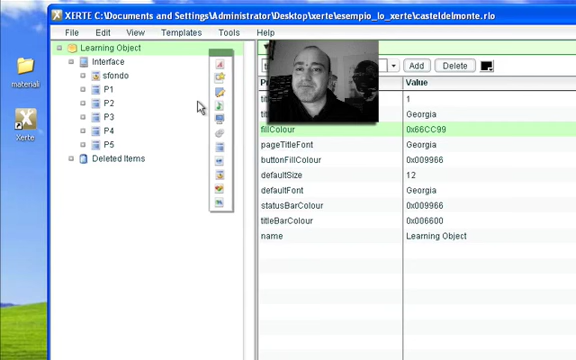 XERTE C:\Documents and Settings\Administrator\Desktop\xerte\esempio_lo_xerte\casteldelmonte.rlo
File Edit View Templates Tools Help
Learning Object
Interface
sfondo
P1
P2
P3
P4
P5
Deleted Items
materiali
Xerte
Add Delete
Value
1
Georgia
fillColour 0x66CC99
pageTitleFont Georgia
buttonFillColour 0x009966
defaultSize 12
defaultFont Georgia
statusBarColour 0x009966
titleBarColour 0x006600
name Learning Object